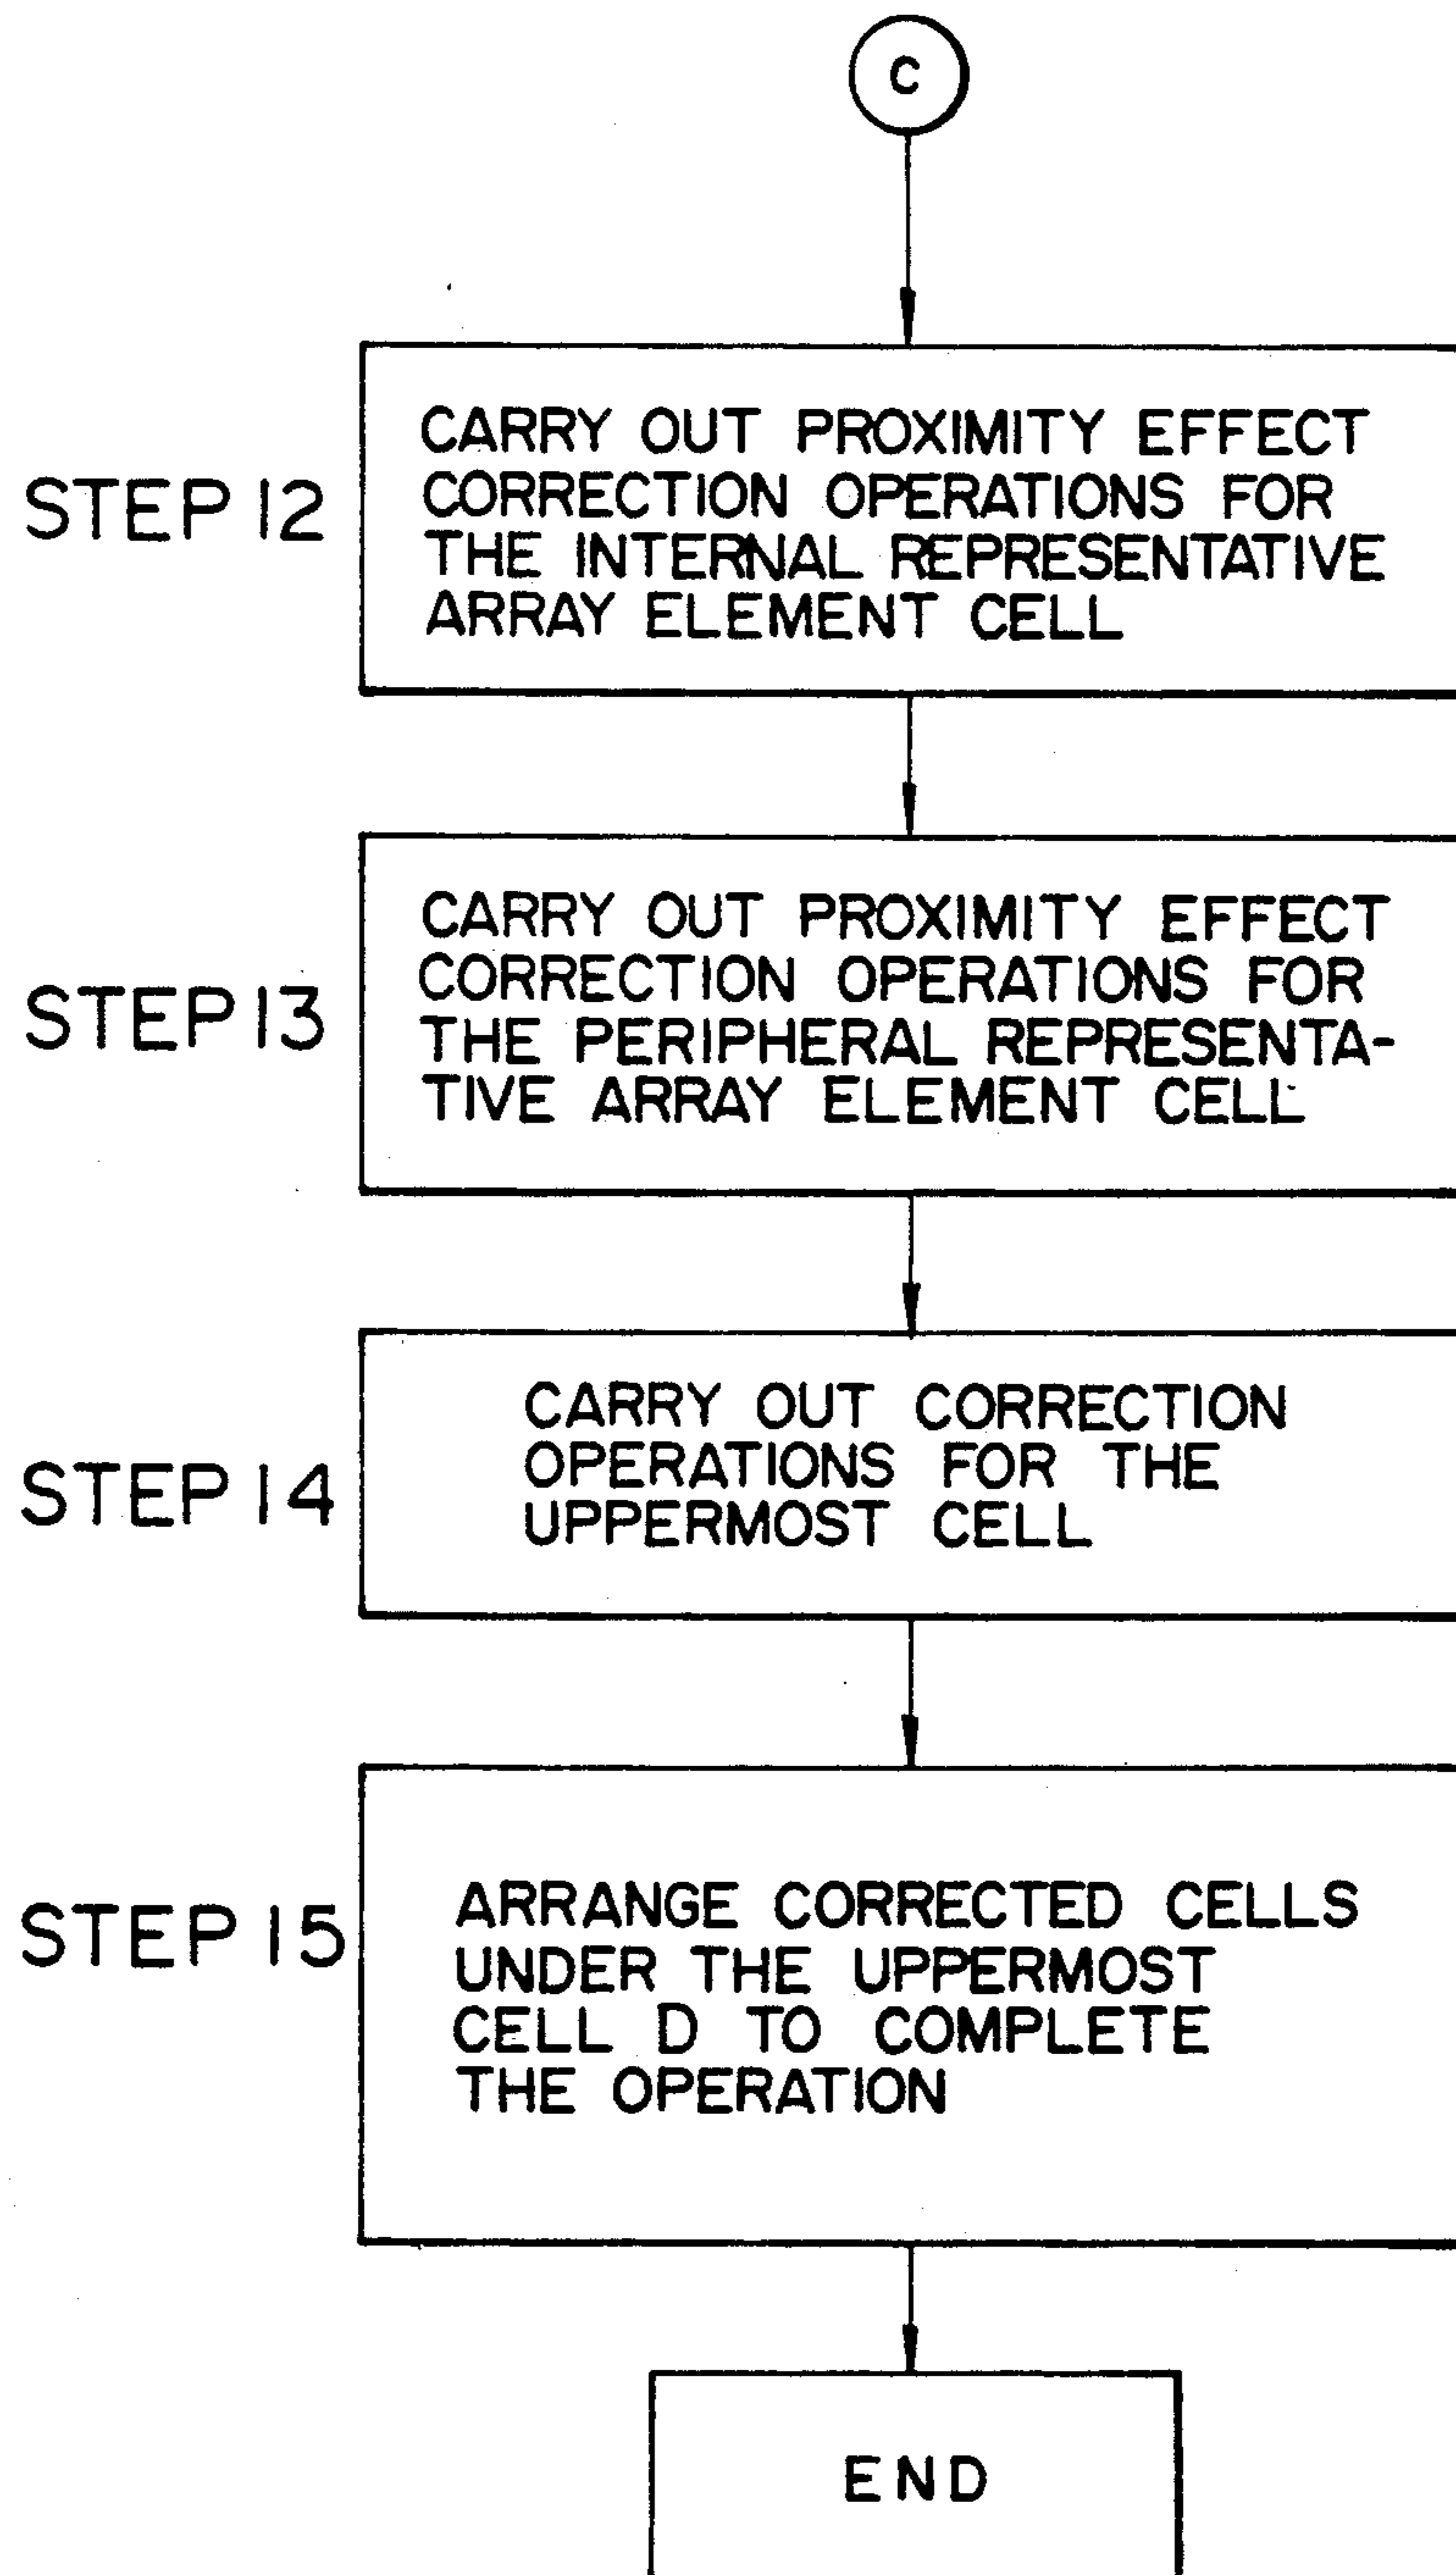 C
STEP 12
CARRY OUT PROXIMITY EFFECT
CORRECTION OPERATIONS FOR
THE INTERNAL REPRESENTATIVE
ARRAY ELEMENT CELL
STEP 13
CARRY OUT PROXIMITY EFFECT
CORRECTION OPERATIONS FOR
THE PERIPHERAL REPRESENTA-
TIVE ARRAY ELEMENT CELL
STEP 14
CARRY OUT CORRECTION
OPERATIONS FOR THE
UPPERMOST CELL
STEP 15
ARRANGE CORRECTED CELLS
UNDER THE UPPERMOST
CELL D TO COMPLETE
THE OPERATION
END